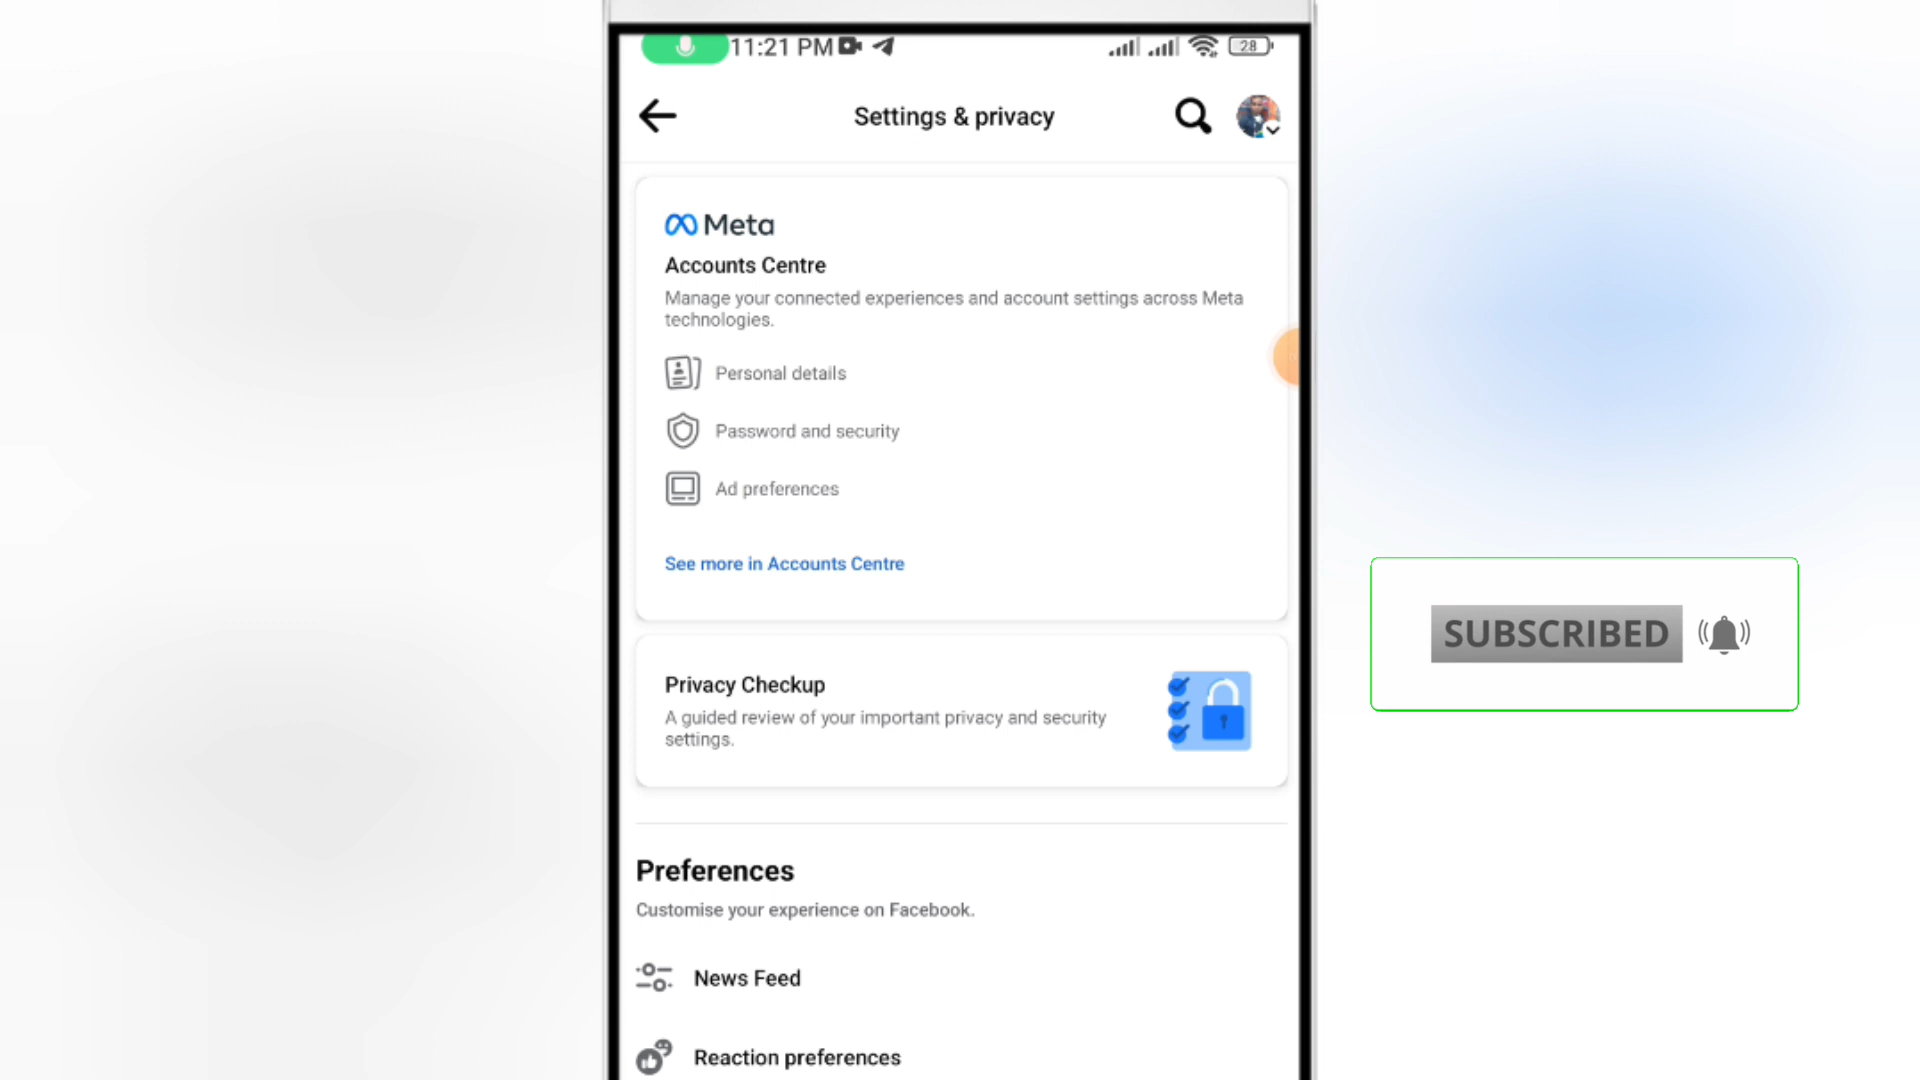 11:21 PM
28
Settings & privacy
Meta
Accounts Centre
Manage your connected experiences and account settings across Meta
technologies.
Personal details
Password and security
Ad preferences
See more in Accounts Centre
Privacy Checkup
A guided review of your important privacy and security
settings.
SUBSCRIBED
Preferences
Customise your experience on Facebook.
News Feed
Reaction preferences